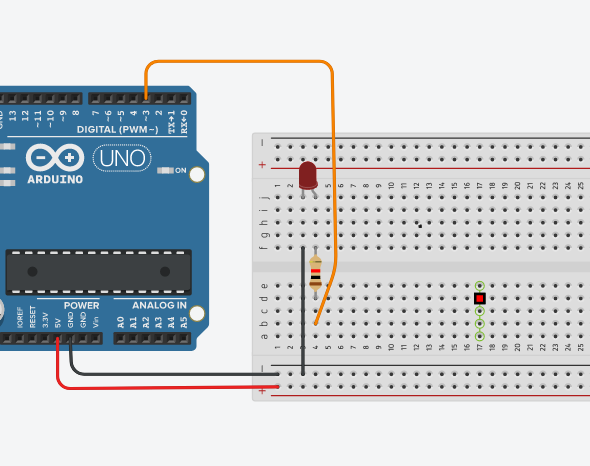 GND 13 12 ~11 ~10 ~9 8 7 ~6 ~5 4 ~3 2 TX→1 RX←0
DIGITAL (PWM~)
UNO
ON
ARDUINO
− 
+
1 2 3 4 5 6 7 8 9 10 11 12 13 14 15 16 17 18 19 20 21 22 23 24 25
j
i
h
g
f
e
d
c
b
a
1 2 3 4 5 6 7 8 9 10 11 12 13 14 15 16 17 18 19 20 21 22 23 24 25
−
+
POWER ANALOG IN
IOREF RESET 3.3V 5V GND GND Vin A0 A1 A2 A3 A4 A5